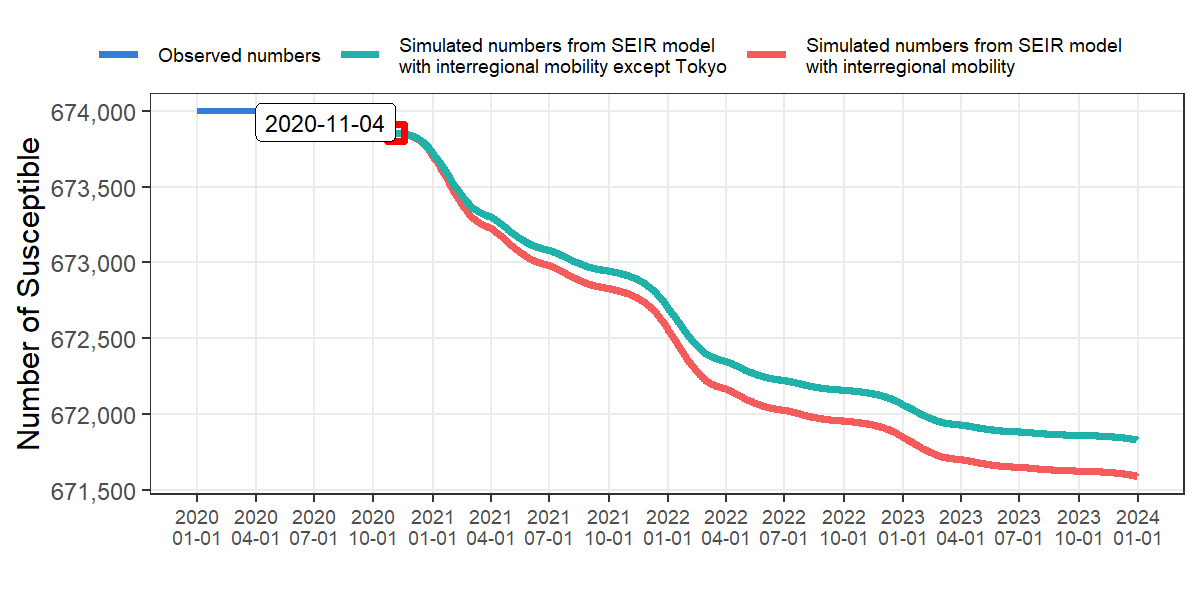 Observed numbers
Simulated numbers from SEIR model
with interregional mobility except Tokyo
Simulated numbers from SEIR model
with interregional mobility
Number of Susceptible
674,000
673,500
673,000
672,500
672,000
671,500
2020-11-04
2020 2020 2020 2020 2021 2021 2021 2021 2022 2022 2022 2022 2023 2023 2023 2023 2024
01-01 04-01 07-01 10-01 01-01 04-01 07-01 10-01 01-01 04-01 07-01 10-01 01-01 04-01 07-01 10-01 01-01